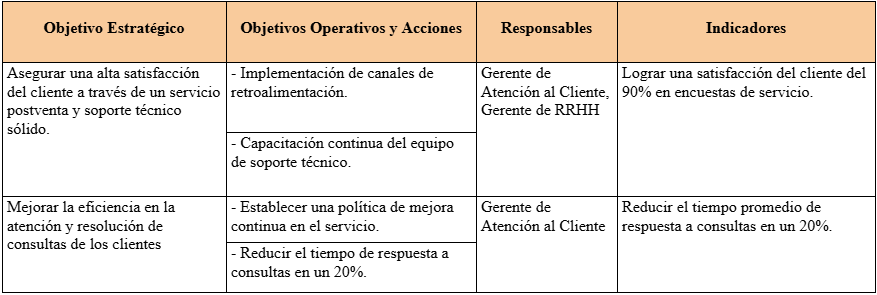 Objetivo Estratégico
Objetivos Operativos y Acciones
Responsables
Indicadores
Asegurar una alta satisfacción
del cliente a través de un servicio
postventa y soporte técnico
sólido.
- Implementación de canales de
retroalimentación.
- Capacitación continua del equipo
de soporte técnico.
Gerente de
Atención al Cliente,
Gerente de RRHH
Lograr una satisfacción del cliente del
90% en encuestas de servicio.
Mejorar la eficiencia en la
atención y resolución de
consultas de los clientes
- Establecer una política de mejora
continua en el servicio.
- Reducir el tiempo de respuesta a
consultas en un 20%.
Gerente de
Atención al Cliente
Reducir el tiempo promedio de
respuesta a consultas en un 20%.